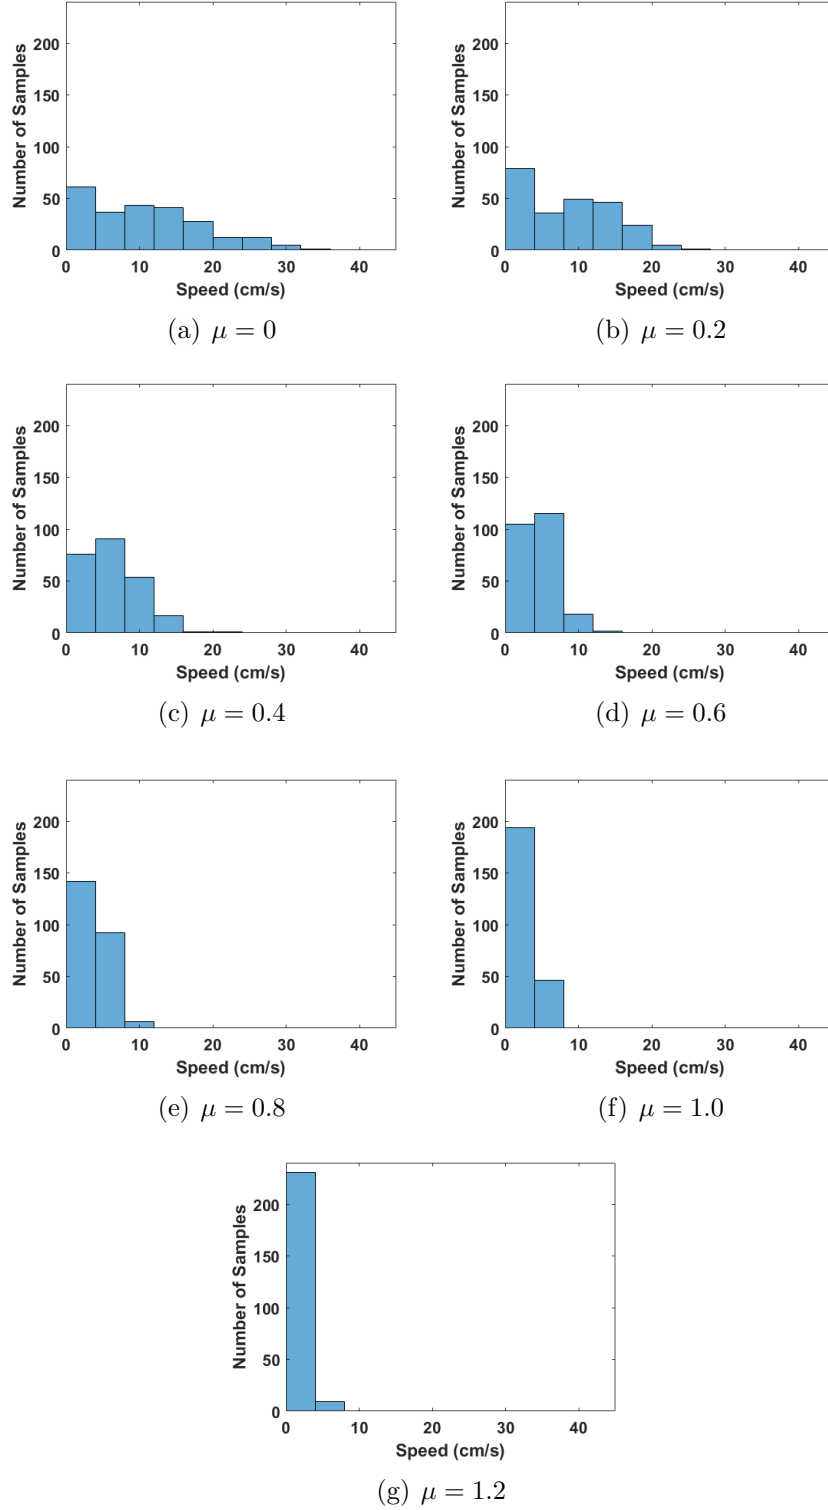 Number of Samples
200
150
100
50
0
0 10 20 30 40
Speed (cm/s)
(a) μ = 0
Number of Samples
200
150
100
50
0
0 10 20 30 40
Speed (cm/s)
(b) μ = 0.2
Number of Samples
200
150
100
50
0
0 10 20 30 40
Speed (cm/s)
(c) μ = 0.4
Number of Samples
200
150
100
50
0
0 10 20 30 40
Speed (cm/s)
(d) μ = 0.6
Number of Samples
200
150
100
50
0
0 10 20 30 40
Speed (cm/s)
(e) μ = 0.8
Number of Samples
200
150
100
50
0
0 10 20 30 40
Speed (cm/s)
(f) μ = 1.0
Number of Samples
200
150
100
50
0
0 10 20 30 40
Speed (cm/s)
(g) μ = 1.2